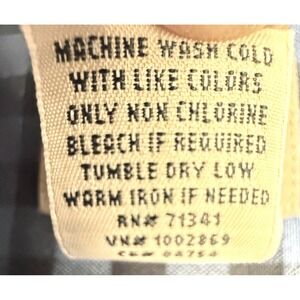 MACHINE WASH COLD
WITH LIKE COLORS
ONLY NON CHLORINE
BLEACH IF REQUIRED
TUMBLE DRY LOW
WARM IRON IF NEEDED
RN# 71341
VN# 1002869